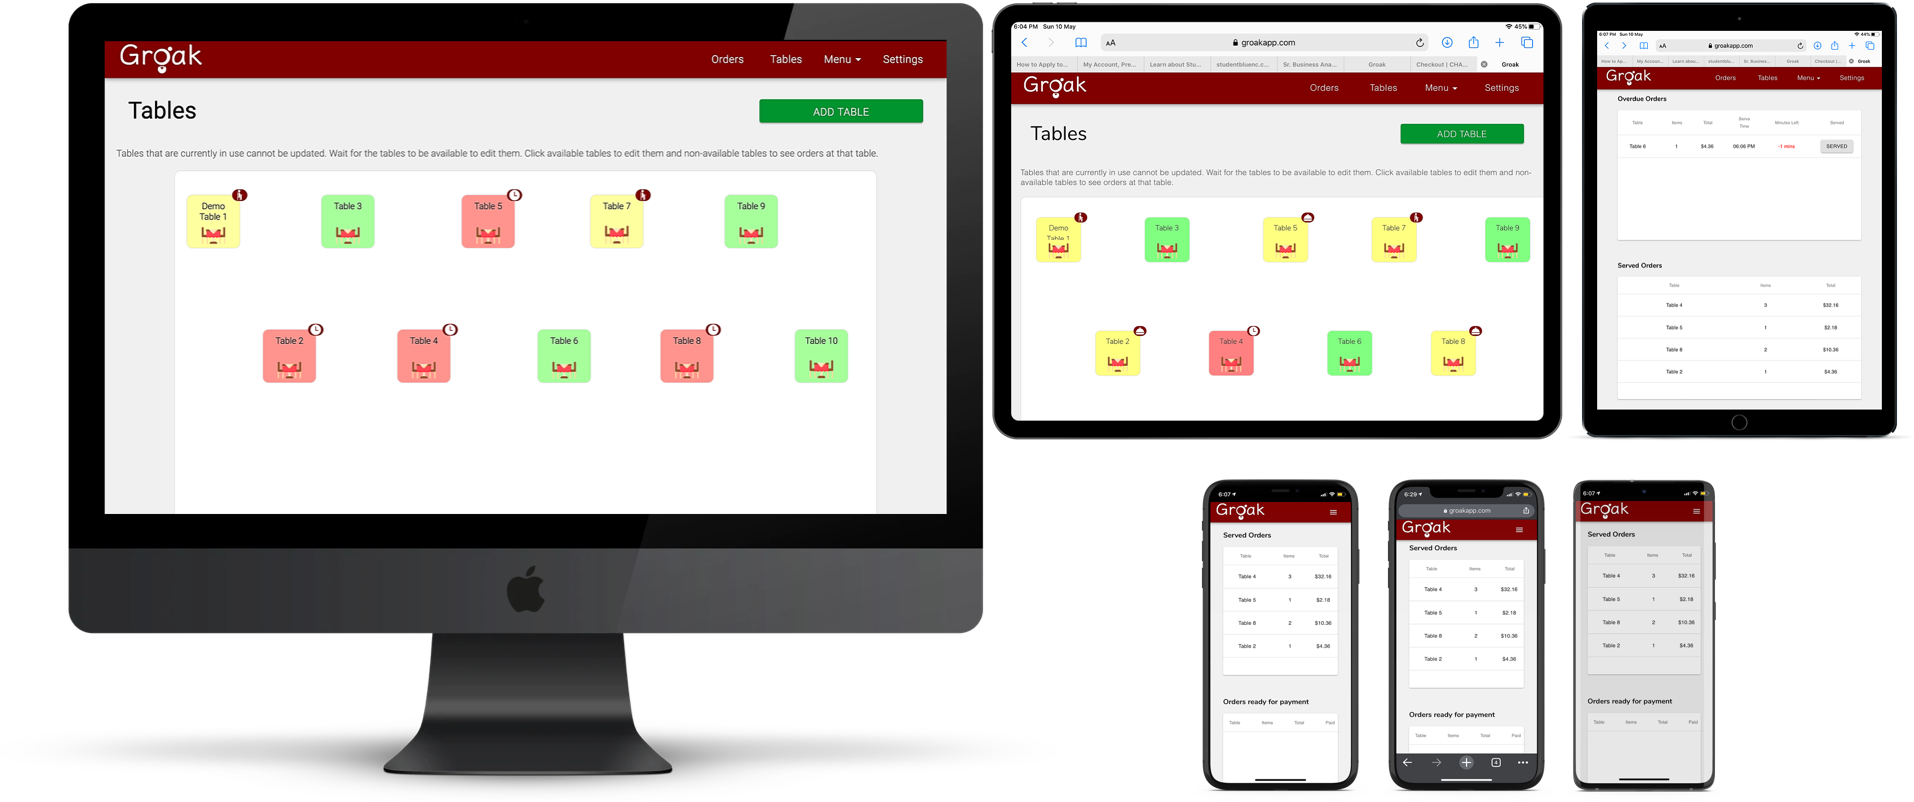 Groak
Orders Tables Menu Settings
Tables
ADD TABLE
Tables that are currently in use cannot be updated. Wait for the tables to be available to edit them. Click available tables to edit them and non-available tables to see orders at that table.
Demo
Table 1
Table 3
Table 5
Table 7
Table 9
Table 2
Table 4
Table 6
Table 8
Table 10
6:04 PM Sun 10 May
45%
AA groakapp.com
How to Apply to... My Account, Pre... Learn about Stu... studentbluenc.c... Sr. Business Ana... Groak Checkout | CHA... Groak
Groak
Orders Tables Menu Settings
Tables
ADD TABLE
Tables that are currently in use cannot be updated. Wait for the tables to be available to edit them. Click available tables to edit them and non-
available tables to see orders at that table.
Demo
Table 1
Table 3
Table 5
Table 7
Table 9
Table 2
Table 4
Table 6
Table 8
6:07 PM Sun 10 May
44%
AA groakapp.com
How to Ap... My Accoun... Learn abou... studentblu... Sr. Busines... Groak Checkout |... Groak
Groak
Orders Tables Menu Settings
Overdue Orders
Table Items Total Serve Time Minutes Left Served
Table 6 1 $4.36 06:06 PM -1 mins SERVED
Served Orders
Table Items Total
Table 4 3 $32.16
Table 5 1 $2.18
Table 8 2 $10.36
Table 2 1 $4.36
6:07
Groak
Served Orders
Table Items Total
Table 4 3 $32.16
Table 5 1 $2.18
Table 8 2 $10.36
Table 2 1 $4.36
Orders ready for payment
Table Items Total Paid
6:29
groakapp.com
Groak
Served Orders
Table Items Total
Table 4 3 $32.16
Table 5 1 $2.18
Table 8 2 $10.36
Table 2 1 $4.36
Orders ready for payment
Table Items Total Paid
4
6:07
Groak
Served Orders
Table Items Total
Table 4 3 $32.16
Table 5 1 $2.18
Table 8 2 $10.36
Table 2 1 $4.36
Orders ready for payment
Table Items Total Paid